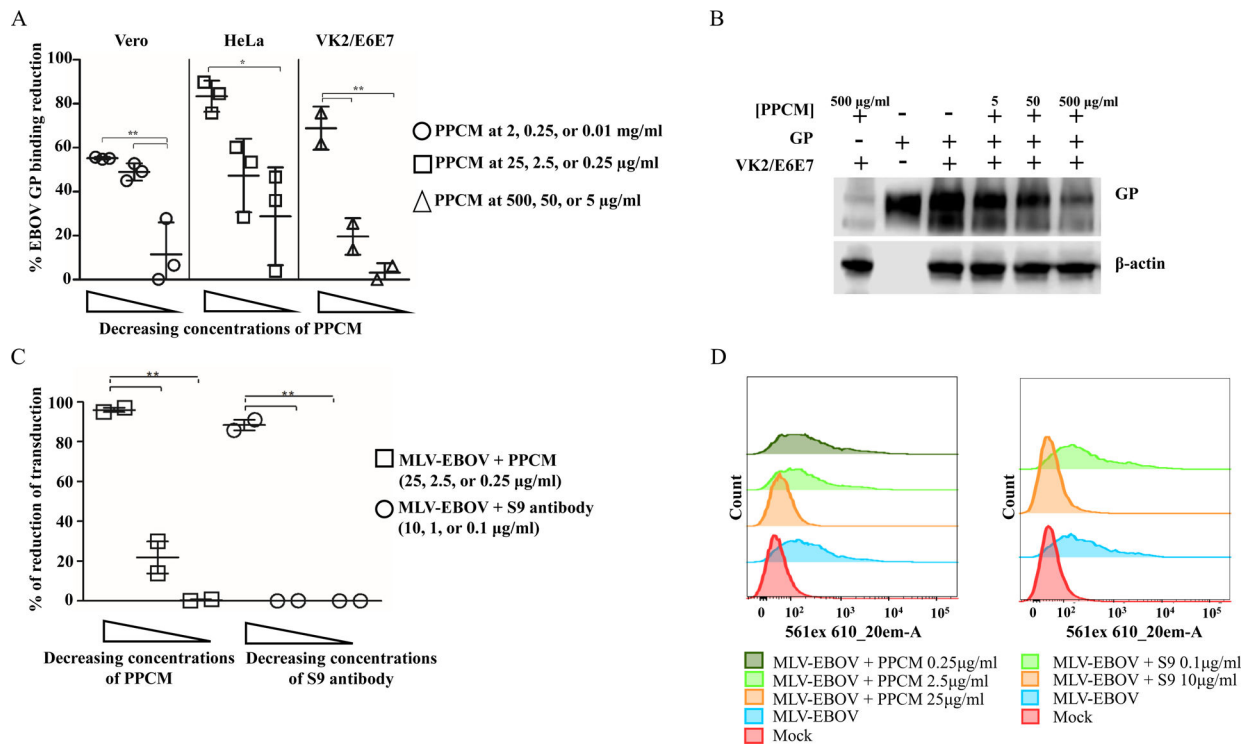 A
Vero HeLa VK2/E6E7
% EBOV GP binding reduction
100
80
60
40
20
0
** * **
PPCM at 2, 0.25, or 0.01 mg/ml
PPCM at 25, 2.5, or 0.25 µg/ml
PPCM at 500, 50, or 5 µg/ml
Decreasing concentrations of PPCM
B
[PPCM] 500 µg/ml + - - 5 + 50 + 500 µg/ml +
GP - + + + + +
VK2/E6E7 + - + + + +
GP
β-actin
C
% of reduction of transduction
100
80
60
40
20
0
** **
MLV-EBOV + PPCM
(25, 2.5, or 0.25 µg/ml)
MLV-EBOV + S9 antibody
(10, 1, or 0.1 µg/ml)
Decreasing concentrations of PPCM
Decreasing concentrations of S9 antibody
D
Count
0 10² 10³ 10⁴ 10⁵
561ex 610_20em-A
MLV-EBOV + PPCM 0.25µg/ml
MLV-EBOV + PPCM 2.5µg/ml
MLV-EBOV + PPCM 25µg/ml
MLV-EBOV
Mock
Count
0 10² 10³ 10⁴ 10⁵
561ex 610_20em-A
MLV-EBOV + S9 0.1µg/ml
MLV-EBOV + S9 10µg/ml
MLV-EBOV
Mock